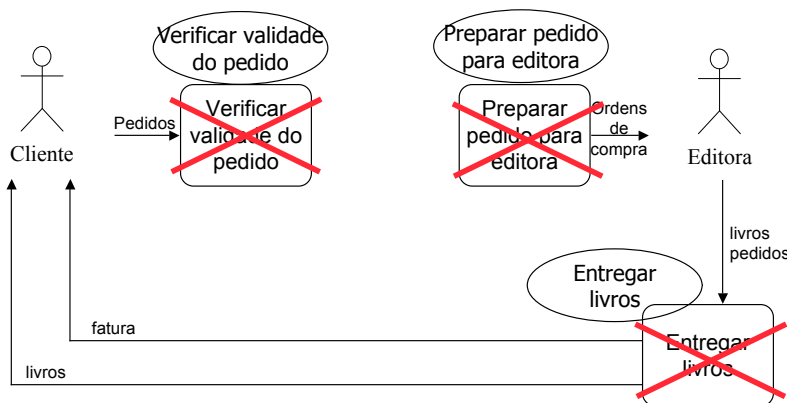 Verificar validade
do pedido
Preparar pedido
para editora
Pedidos
Verificar
validade do
pedido
Preparar
pedido para
editora
Ordens
de
compra
Cliente
Editora
livros
pedidos
Entregar
livros
fatura
Entregar
livros
livros